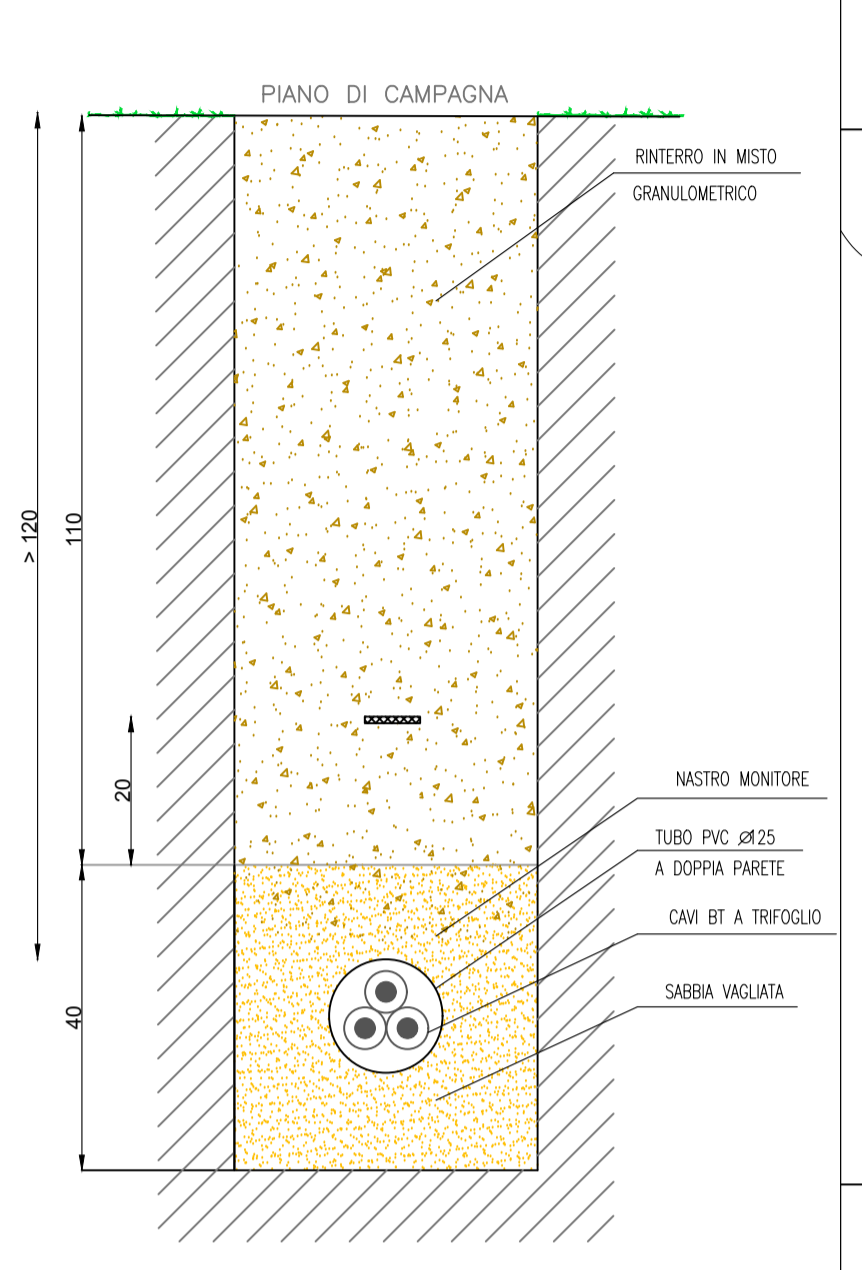 PIANO DI CAMPAGNA
RINTERRO IN MISTO
GRANULOMETRICO
> 120
110
20
NASTRO MONITORE
TUBO PVC Ø125
A DOPPIA PARETE
CAVI BT A TRIFOGLIO
SABBIA VAGLIATA
40